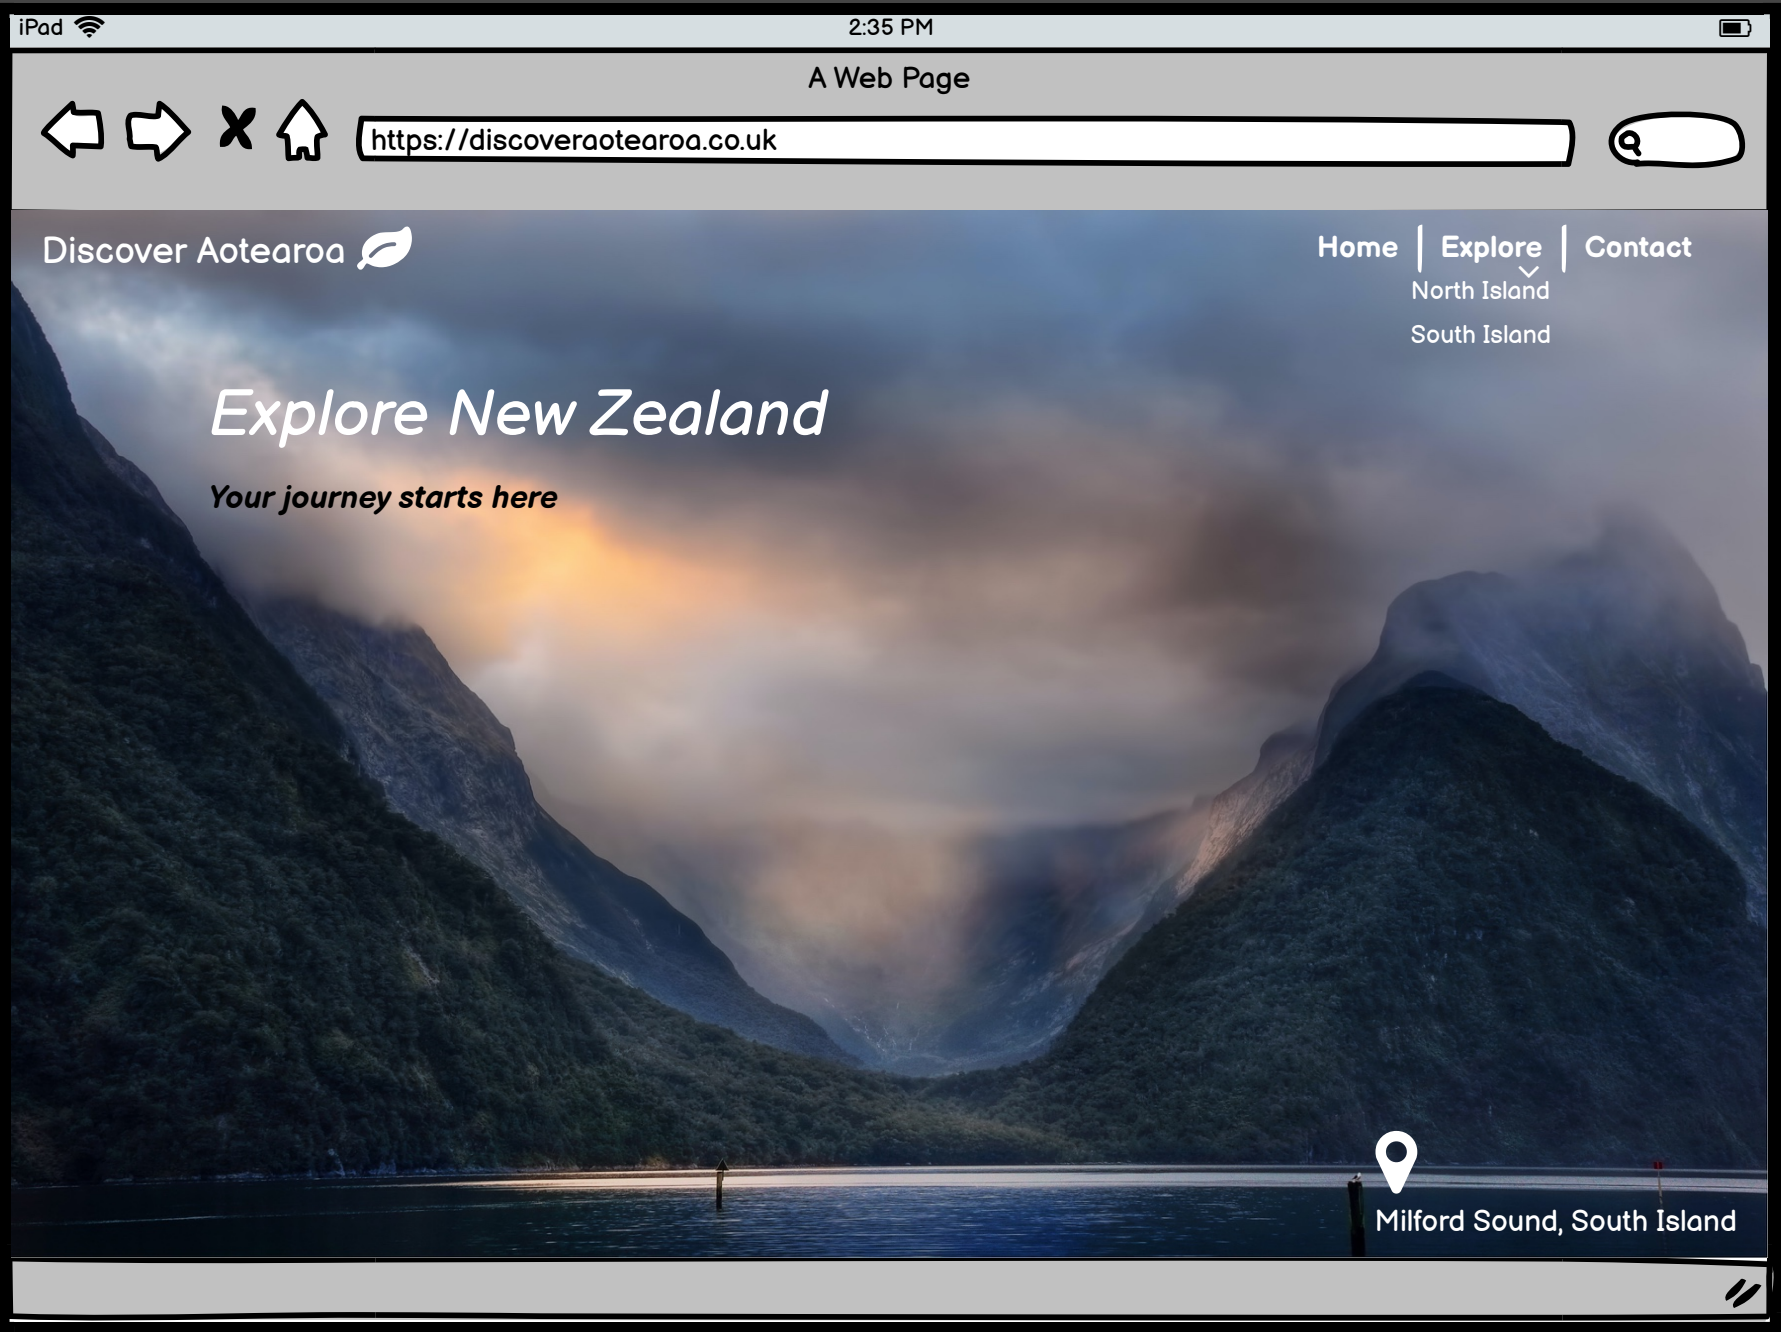 iPad
2:35 PM
A Web Page
https://discoveraotearoa.co.uk
Discover Aotearoa
Home | Explore | Contact
North Island
South Island
Explore New Zealand
Your journey starts here
Milford Sound, South Island